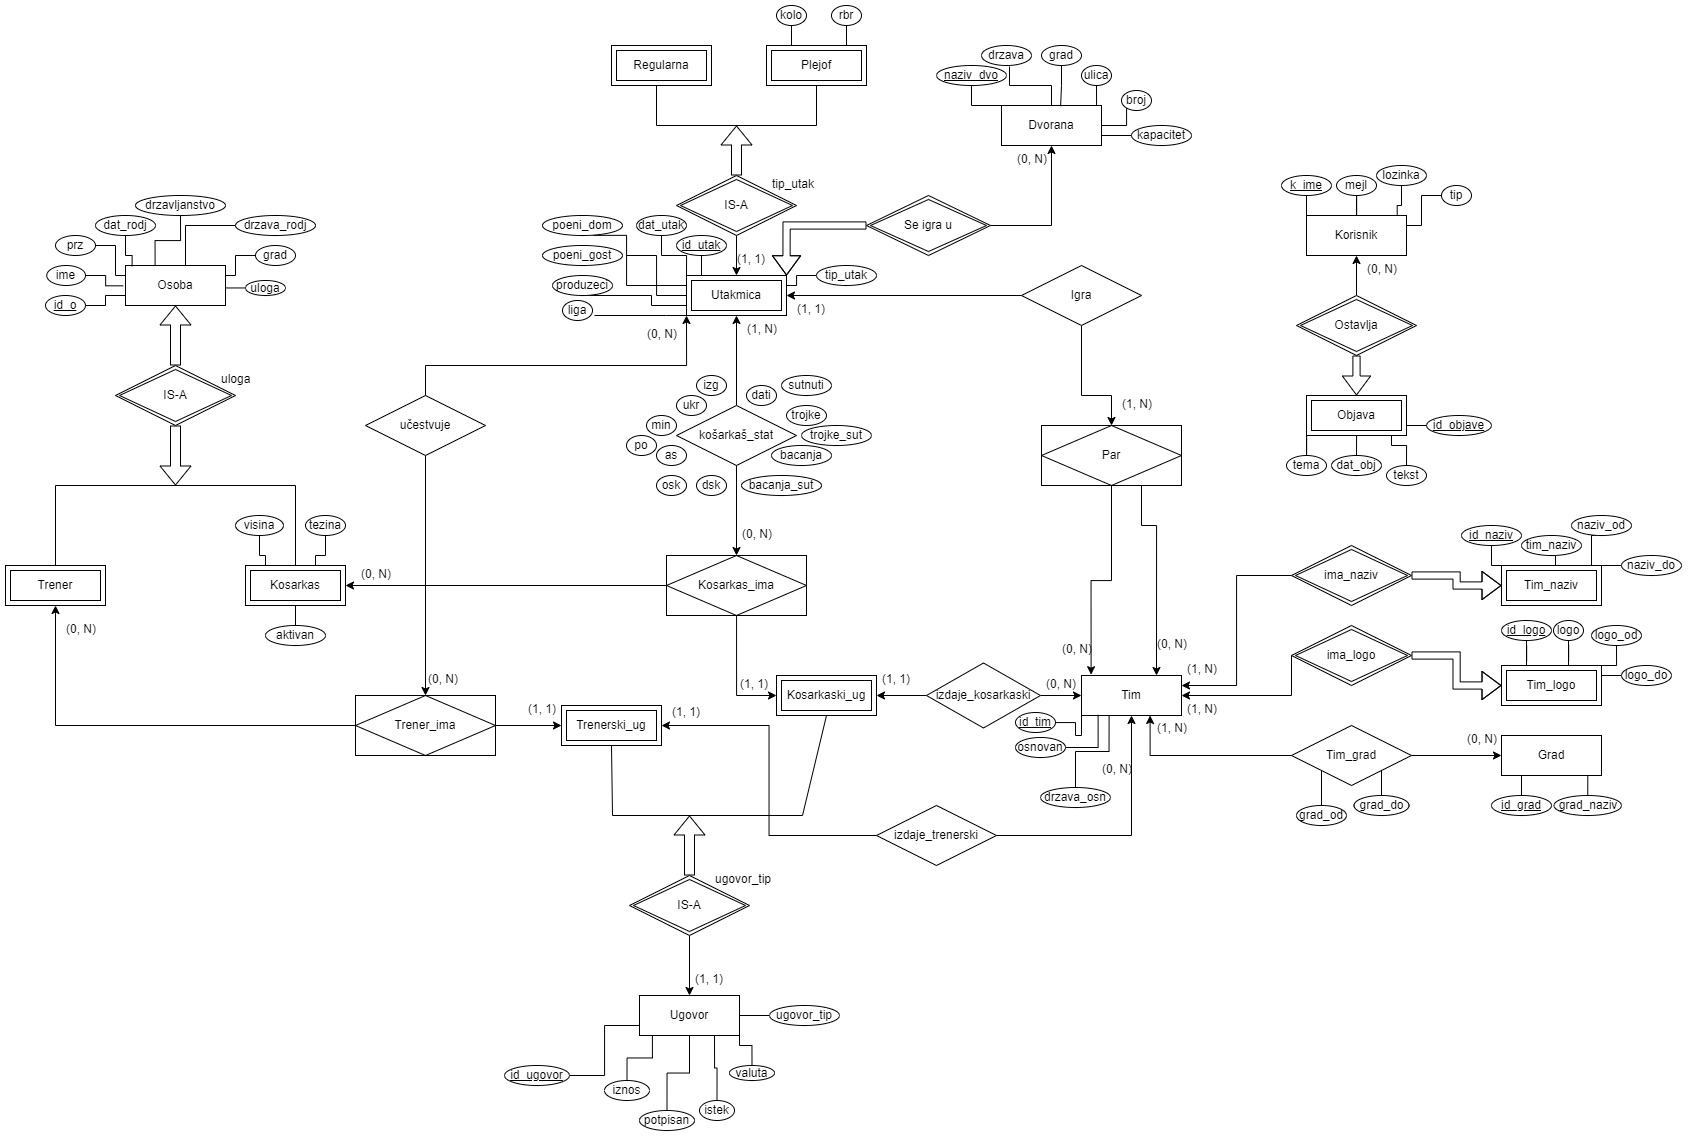 kolo
rbr
Regularna
Plejof
drzava
grad
naziv_dvo
ulica
broj
Dvorana
kapacitet
(0, N)
tip_utak
IS-A
Se igra u
k_ime
mejl
lozinka
tip
Korisnik
(0, N)
Ostavlja
Objava
id_objave
tema
dat_obj
tekst
drzavljanstvo
dat_rodj
drzava_rodj
prz
grad
ime
Osoba
uloga
id_o
uloga
IS-A
poeni_dom
dat_utak
poeni_gost
id_utak
(1, 1)
produzeci
tip_utak
liga
Utakmica
(1, 1)
(0, N)
(1, N)
Igra
(1, N)
Par
učestvuje
izg
dati
sutnuti
ukr
trojke
min
košarkaš_stat
trojke_sut
po
as
bacanja
osk
dsk
bacanja_sut
visina
tezina
(0, N)
Trener
Kosarkas
(0, N)
Kosarkas_ima
aktivan
(0, N)
(0, N)
(0, N)
id_naziv
tim_naziv
naziv_od
naziv_do
ima_naziv
Tim_naziv
id_logo
logo
logo_od
logo_do
ima_logo
Tim_logo
(1, N)
(1, N)
(1, N)
(0, N)
(1, 1)
Kosarkaski_ug
(1, 1)
izdaje_kosarkaski
(0, N)
Tim
id_tim
osnovan
drzava_osn
(0, N)
Trener_ima
(1, 1)
Trenerski_ug
(1, 1)
Tim_grad
(0, N)
Grad
grad_od
grad_do
id_grad
grad_naziv
izdaje_trenerski
ugovor_tip
IS-A
(1, 1)
Ugovor
ugovor_tip
id_ugovor
iznos
potpisan
istek
valuta